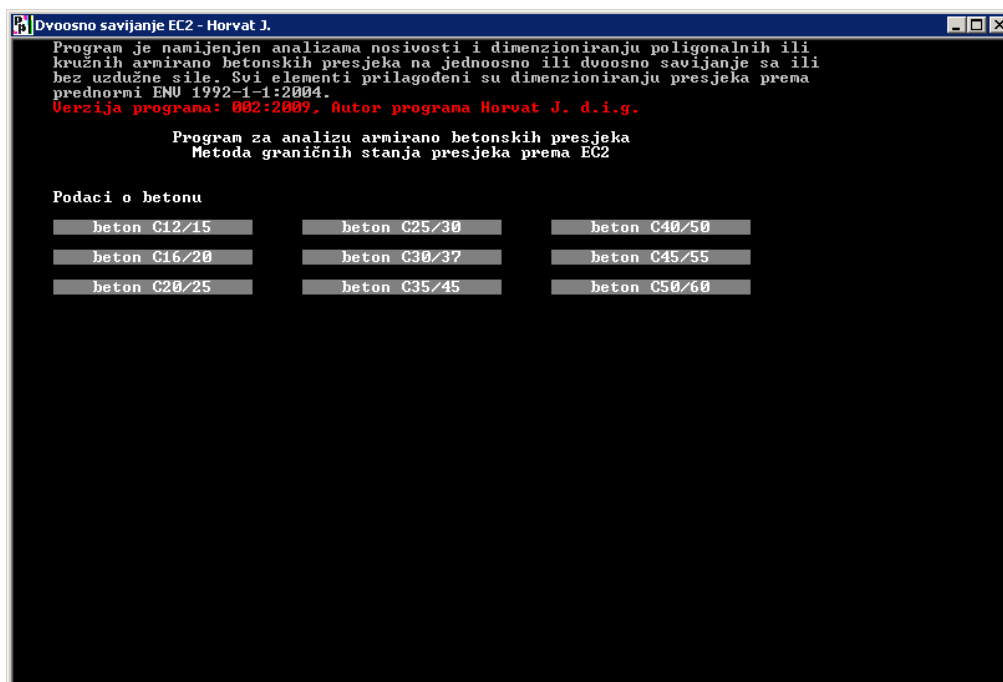 Dvoosno savijanje EC2 - Horvat J.
Program je namijenjen analizama nosivosti i dimenzioniranju poligonalnih ili
kružnih armirano betonskih presjeka na jednoosno ili dvoosno savijanje sa ili
bez uzdužne sile. Svi elementi prilagođeni su dimenzioniranju presjeka prema
prednormi ENV 1992-1-1:2004.
Verzija programa: 002:2009, Autor programa Horvat J. d.i.g.
Program za analizu armirano betonskih presjeka
Metoda graničnih stanja presjeka prema EC2
Podaci o betonu
beton C12/15 beton C25/30 beton C40/50
beton C16/20 beton C30/37 beton C45/55
beton C20/25 beton C35/45 beton C50/60